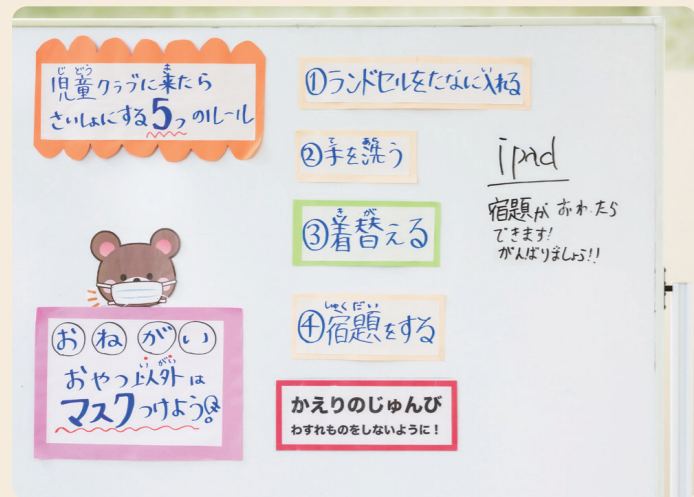 児童クラブに来たら
さいしょにする5つのルール
①ランドセルをたなに入れる
②手を洗う
③着替える
④宿題をする
かえりのじゅんび
わすれものをしないように!
おねがい
おやつ以外は
マスクつけよう
ipad
宿題がおわったら
できます!
がんばりましょう!!